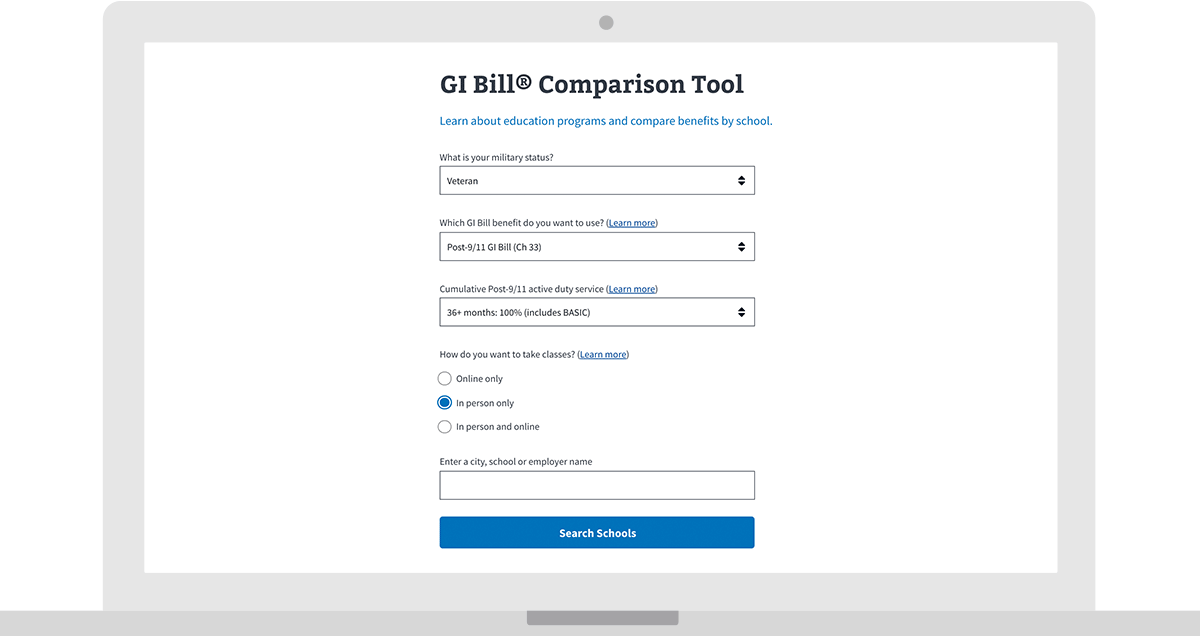 GI Bill® Comparison Tool
Learn about education programs and compare benefits by school.
What is your military status?
Veteran
Which GI Bill benefit do you want to use? (Learn more)
Post-9/11 GI Bill (Ch 33)
Cumulative Post-9/11 active duty service (Learn more)
36+ months: 100% (includes BASIC)
How do you want to take classes? (Learn more)
Online only
In person only
In person and online
Enter a city, school or employer name
Search Schools